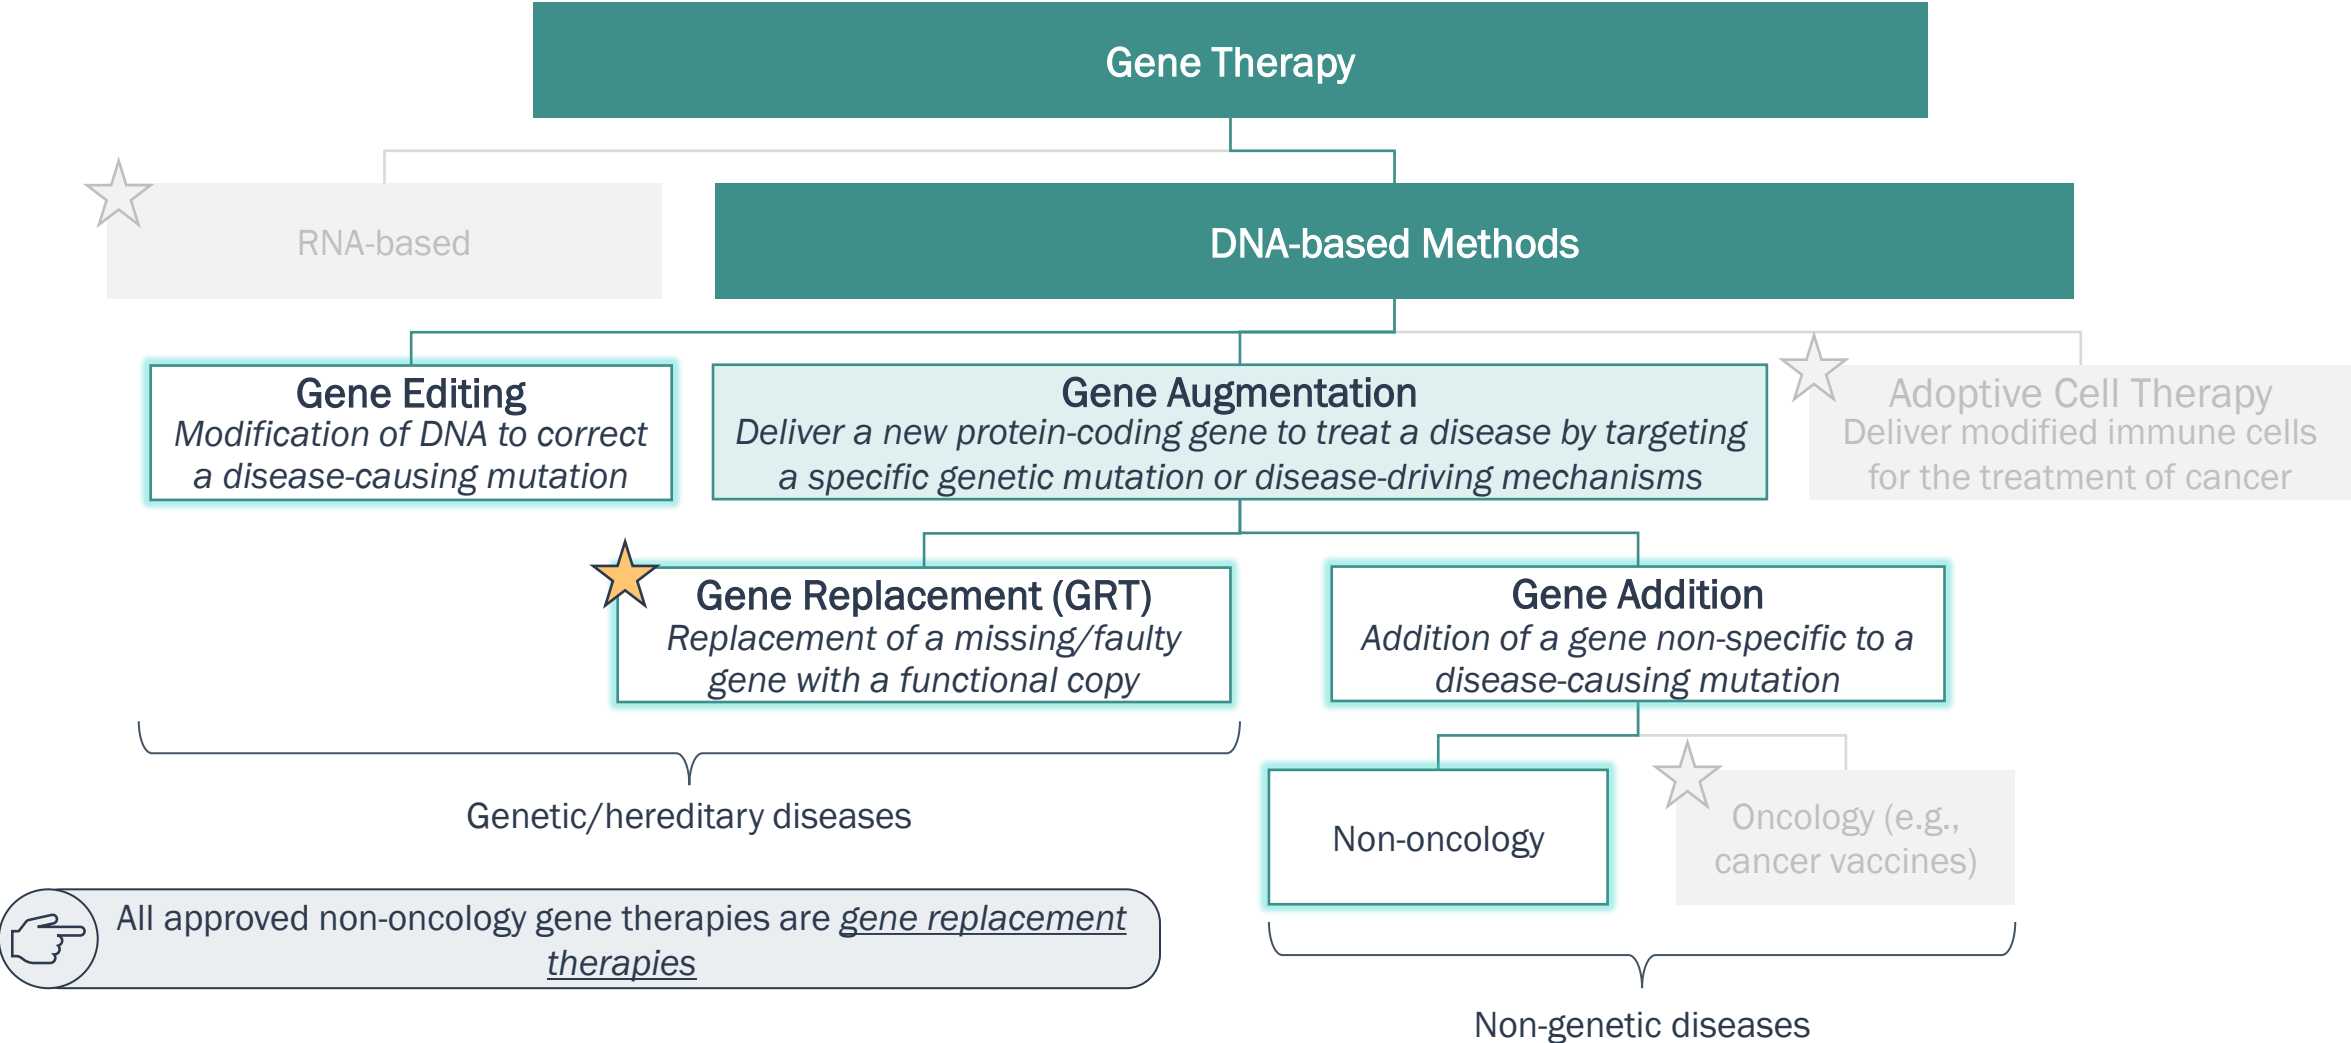 Gene Therapy
RNA-based
DNA-based Methods
Gene Editing
Modification of DNA to correct
a disease-causing mutation
Gene Augmentation
Deliver a new protein-coding gene to treat a disease by targeting
a specific genetic mutation or disease-driving mechanisms
Adoptive Cell Therapy
Deliver modified immune cells
for the treatment of cancer
Gene Replacement (GRT)
Replacement of a missing/faulty
gene with a functional copy
Gene Addition
Addition of a gene non-specific to a
disease-causing mutation
Genetic/hereditary diseases
Non-oncology
Oncology (e.g.,
cancer vaccines)
All approved non-oncology gene therapies are gene replacement
therapies
Non-genetic diseases